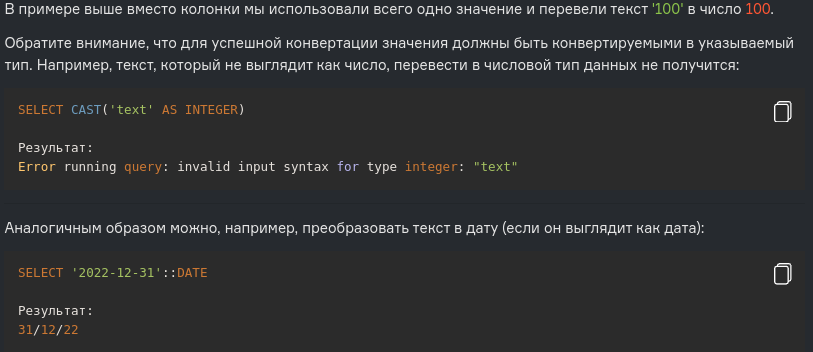 В примере выше вместо колонки мы использовали всего одно значение и перевели текст '100' в число 100.
Обратите внимание, что для успешной конвертации значения должны быть конвертируемыми в указываемый
тип. Например, текст, который не выглядит как число, перевести в числовой тип данных не получится:
SELECT CAST('text' AS INTEGER)
Результат:
Error running query: invalid input syntax for type integer: "text"
Аналогичным образом можно, например, преобразовать текст в дату (если он выглядит как дата):
SELECT '2022-12-31'::DATE
Результат:
31/12/22